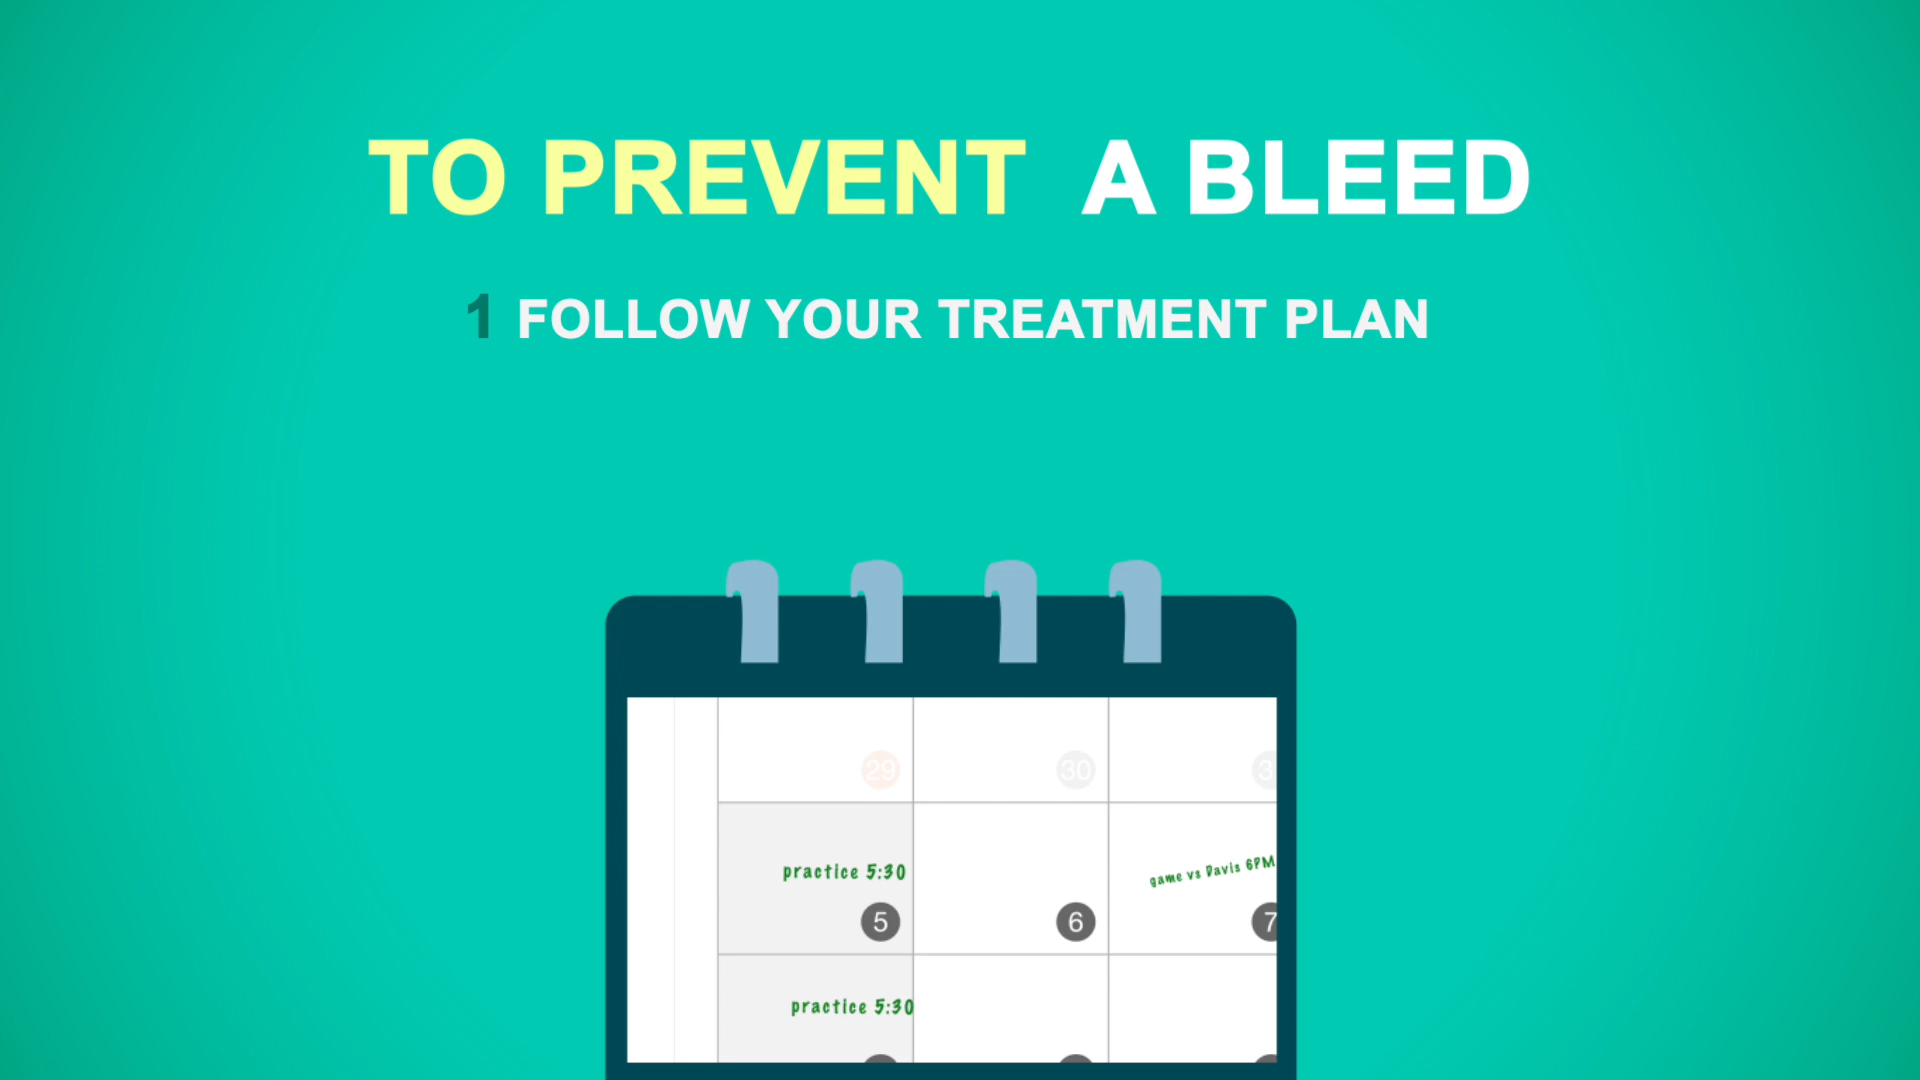 TO PREVENT A BLEED
1 FOLLOW YOUR TREATMENT PLAN
29 30 3
practice 5:30
game vs Davis 6PM
5 6 7
practice 5:30